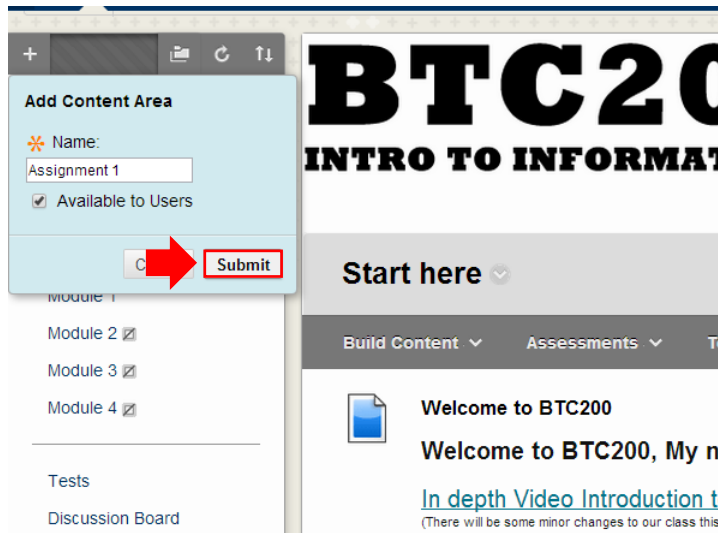 Add Content Area
Name:
Assignment 1
Available to Users
Submit
Module 1
Module 2
Module 3
Module 4
Tests
Discussion Board
BTC20
INTRO TO INFORMAT
Start here
Build Content
Assessments
Welcome to BTC200
Welcome to BTC200, My n
In depth Video Introduction t
(There will be some minor changes to our class this